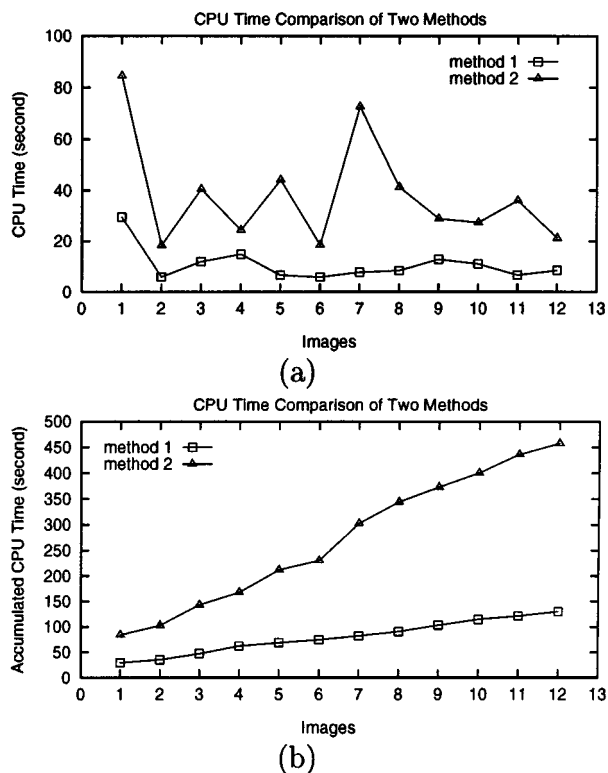 CPU Time Comparison of Two Methods
100
80
60
40
20
0
CPU Time (second)
method 1
method 2
0 1 2 3 4 5 6 7 8 9 10 11 12 13
Images
(a)
CPU Time Comparison of Two Methods
500
450
400
350
300
250
200
150
100
50
0
Accumulated CPU Time (second)
method 1
method 2
0 1 2 3 4 5 6 7 8 9 10 11 12 13
Images
(b)